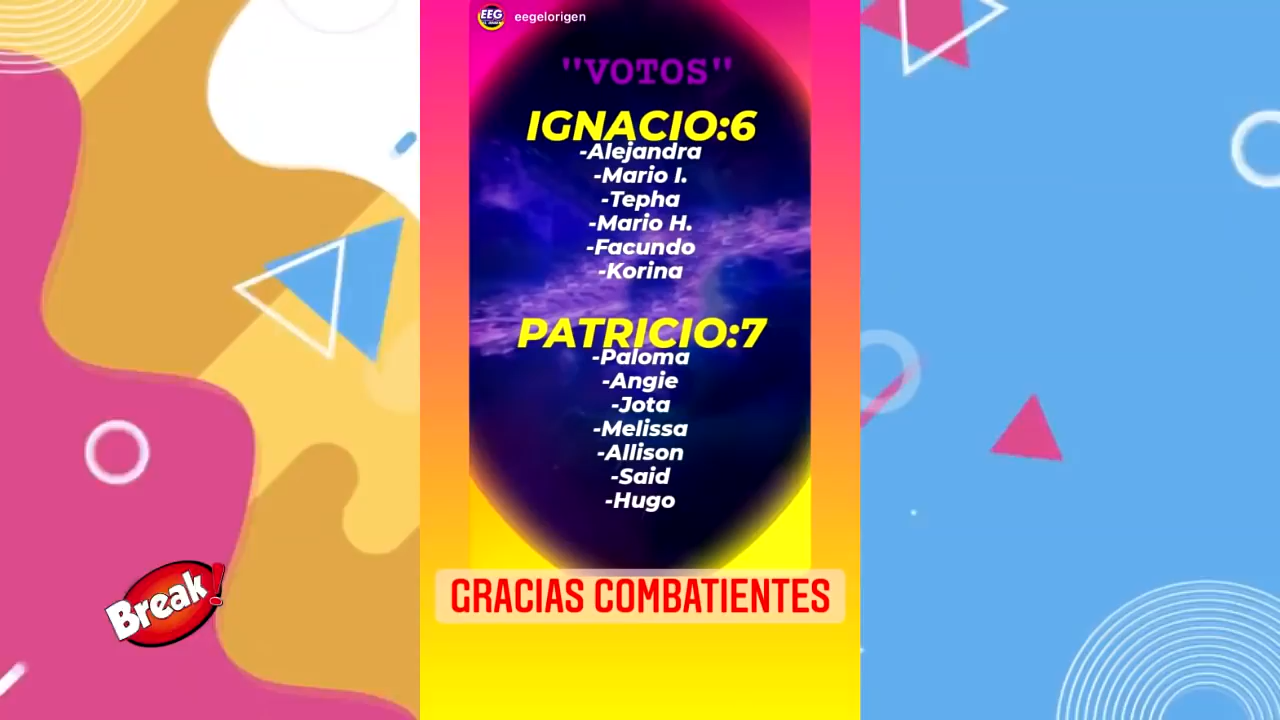 EEG
eegelorigen
"VOTOS"
IGNACIO:6
-Alejandra
-Mario I.
-Tepha
-Mario H.
-Facundo
-Korina
PATRICIO:7
-Paloma
-Angie
-Jota
-Melissa
-Allison
-Said
-Hugo
GRACIAS COMBATIENTES
Break!